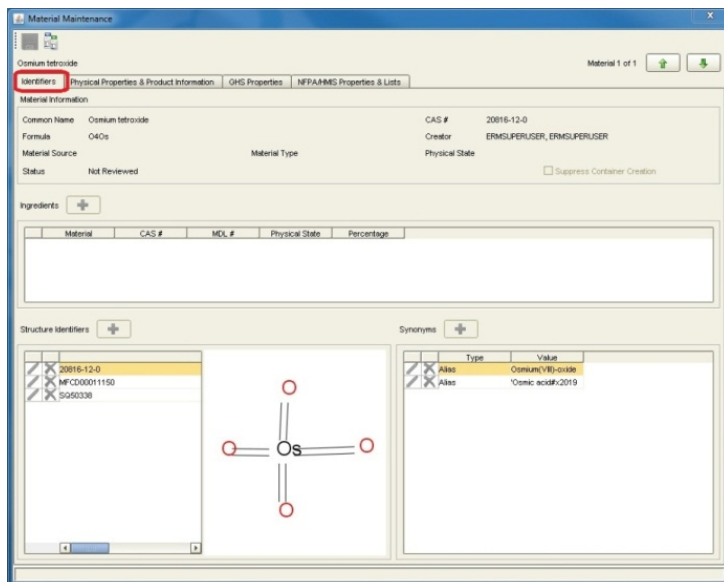 Material Maintenance
X
Osmium tetroxide
Material 1 of 1
Identifiers
Physical Properties & Product Information
GHS Properties
NFPA/HMIS Properties & Lists
Material Information
Common Name Osmium tetroxide CAS # 20816-12-0
Formula O4Os Creator ERMSUPERUSER, ERMSUPERUSER
Material Source Material Type Physical State
Status Not Reviewed Suppress Container Creation
Ingredients
Material CAS # MDL # Physical State Percentage
Structure Identifiers
Synonyms
20816-12-0
MFCD00011150
SQ50338
O
O Os O
O
Type Value
Alias Osmium(VIII)-oxide
Alias 'Osmic acid#x2019